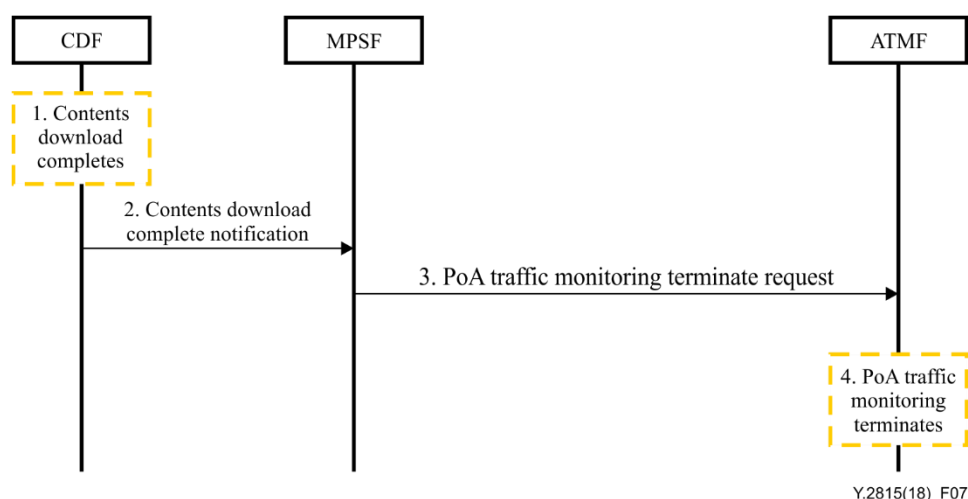 CDF
MPSF
ATMF
1. Contents
download
completes
2. Contents download
complete notification
3. PoA traffic monitoring terminate request
4. PoA traffic
monitoring
terminates
Y.2815(18)_F07